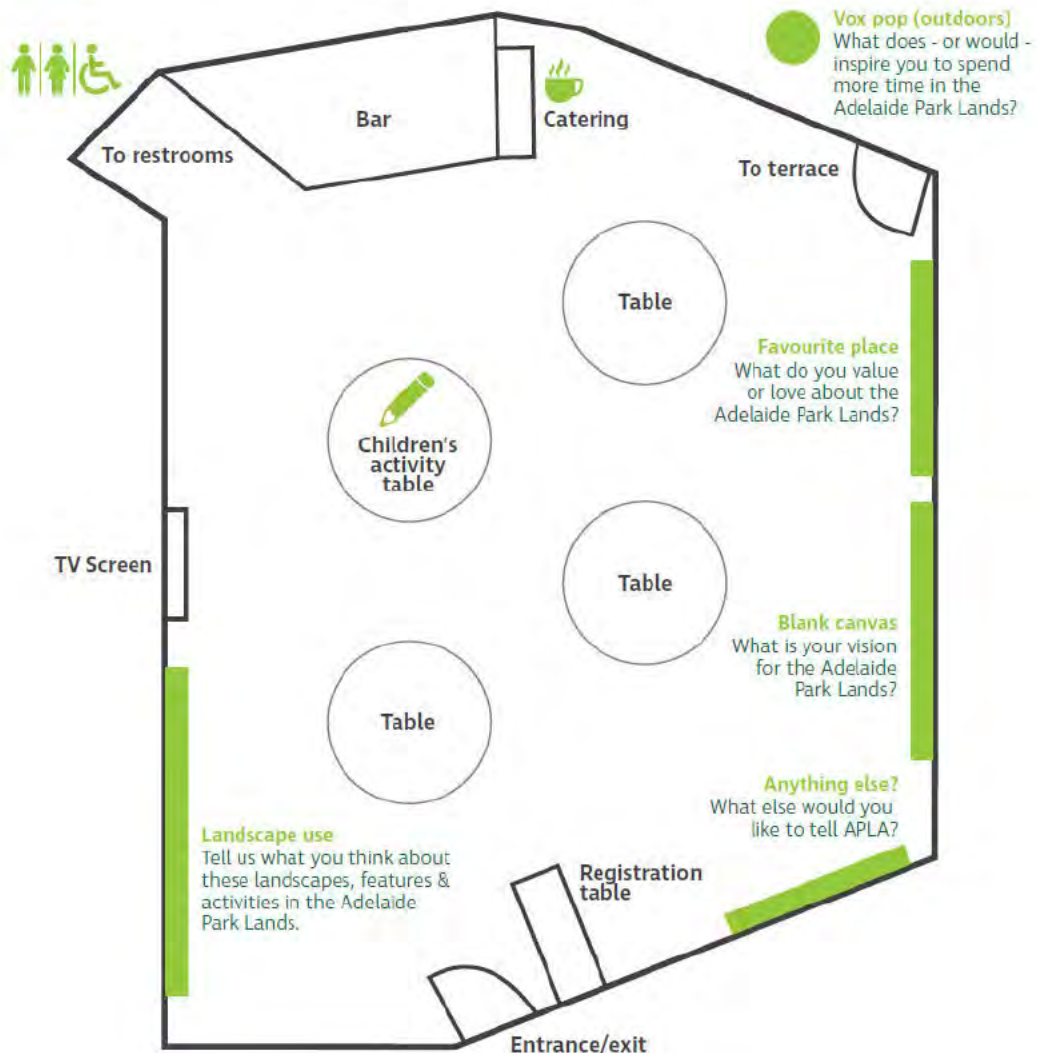 Vox pop (outdoors)
What does - or would -
inspire you to spend
more time in the
Adelaide Park Lands?
Bar
Catering
To restrooms
To terrace
Table
Favourite place
What do you value
or love about the
Adelaide Park Lands?
Children's
activity
table
TV Screen
Table
Blank canvas
What is your vision
for the Adelaide
Park Lands?
Table
Anything else?
What else would you
like to tell APLA?
Landscape use
Tell us what you think about
these landscapes, features &
activities in the Adelaide
Park Lands.
Registration
table
Entrance/exit